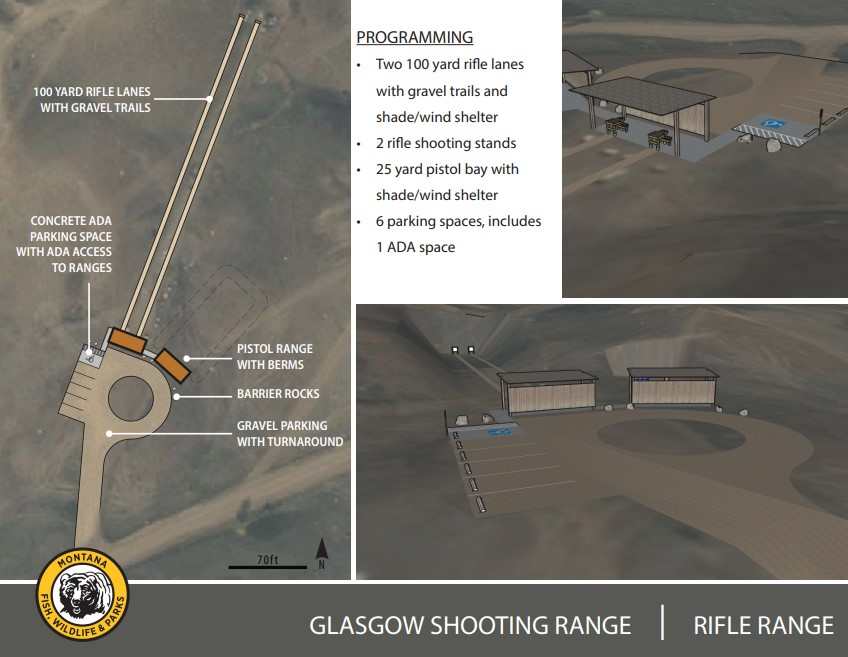 100 YARD RIFLE LANES
WITH GRAVEL TRAILS
CONCRETE ADA
PARKING SPACE
WITH ADA ACCESS
TO RANGES
PISTOL RANGE
WITH BERMS
BARRIER ROCKS
GRAVEL PARKING
WITH TURNAROUND
70ft
N
PROGRAMMING
• Two 100 yard rifle lanes
with gravel trails and
shade/wind shelter
• 2 rifle shooting stands
• 25 yard pistol bay with
shade/wind shelter
• 6 parking spaces, includes
1 ADA space
MONTANA
FISH, WILDLIFE & PARKS
GLASGOW SHOOTING RANGE | RIFLE RANGE